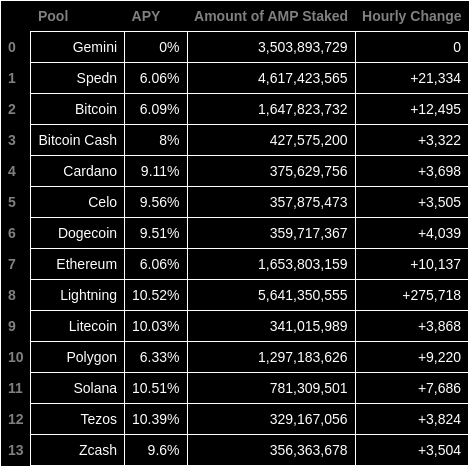 Pool APY Amount of AMP Staked Hourly Change
0 Gemini 0% 3,503,893,729 0
1 Spedn 6.06% 4,617,423,565 +21,334
2 Bitcoin 6.09% 1,647,823,732 +12,495
3 Bitcoin Cash 8% 427,575,200 +3,322
4 Cardano 9.11% 375,629,756 +3,698
5 Celo 9.56% 357,875,473 +3,505
6 Dogecoin 9.51% 359,717,367 +4,039
7 Ethereum 6.06% 1,653,803,159 +10,137
8 Lightning 10.52% 5,641,350,555 +275,718
9 Litecoin 10.03% 341,015,989 +3,868
10 Polygon 6.33% 1,297,183,626 +9,220
11 Solana 10.51% 781,309,501 +7,686
12 Tezos 10.39% 329,167,056 +3,824
13 Zcash 9.6% 356,363,678 +3,504